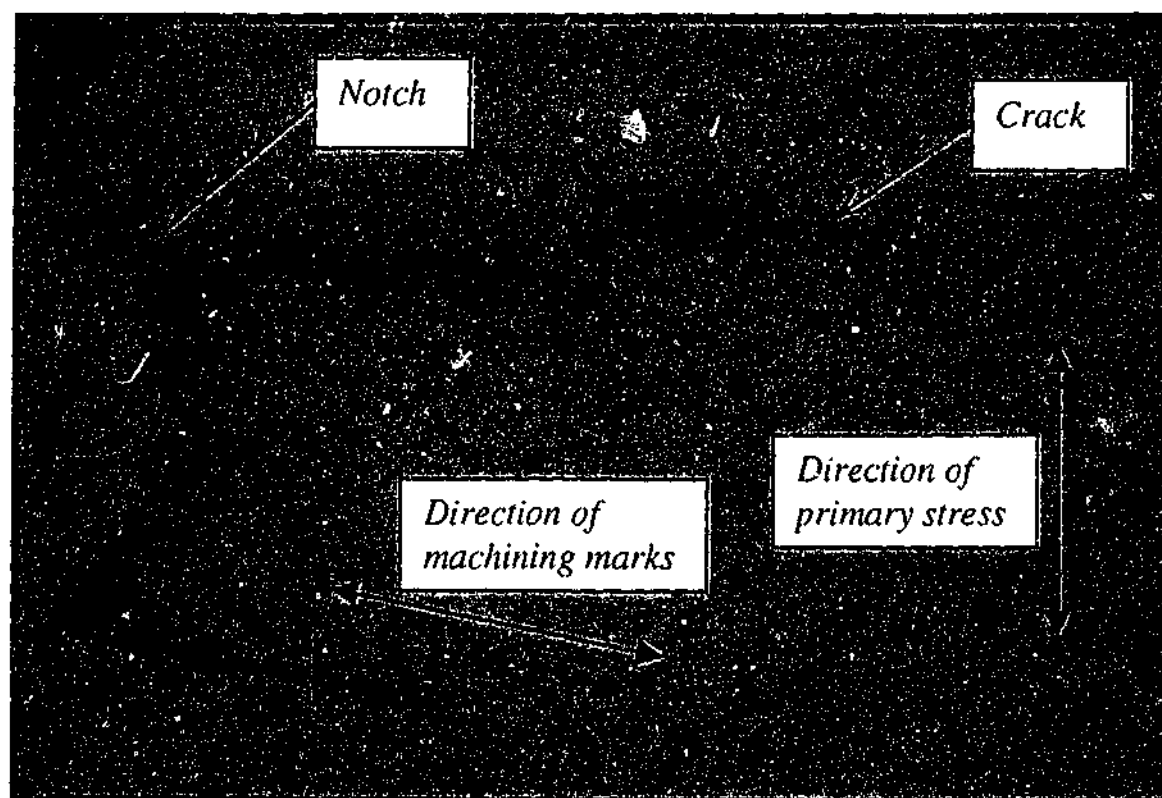 Notch
Crack
Direction of
primary stress
Direction of
machining marks